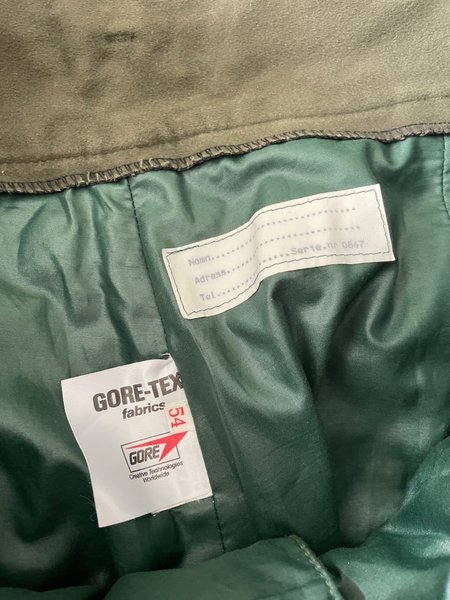 Namn..........................
Adress........................
Tel..............Serie.nr 0847
GORE-TEX
fabrics
54
GORE
Creative Technologies
Worldwide